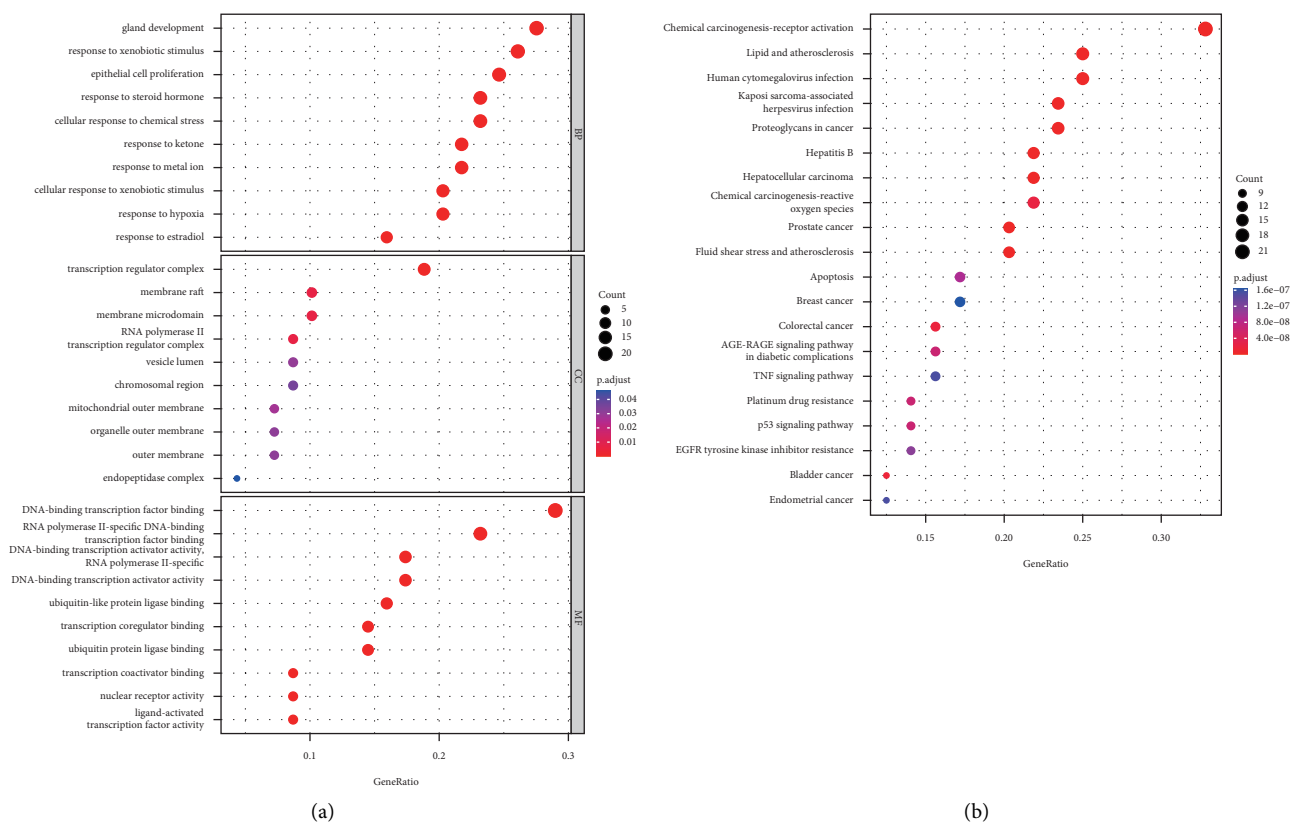 gland development
response to xenobiotic stimulus
epithelial cell proliferation
response to steroid hormone
cellular response to chemical stress
response to ketone
response to metal ion
cellular response to xenobiotic stimulus
response to hypoxia
response to estradiol
BP
transcription regulator complex
membrane raft
membrane microdomain
RNA polymerase II
transcription regulator complex
vesicle lumen
chromosomal region
mitochondrial outer membrane
organelle outer membrane
outer membrane
endopeptidase complex
CC
DNA-binding transcription factor binding
RNA polymerase II-specific DNA-binding
transcription factor binding
DNA-binding transcription activator activity,
RNA polymerase II-specific
DNA-binding transcription activator activity
ubiquitin-like protein ligase binding
transcription coregulator binding
ubiquitin protein ligase binding
transcription coactivator binding
nuclear receptor activity
ligand-activated
transcription factor activity
MF
0.1
0.2
0.3
GeneRatio
Count
5
10
15
20
p.adjust
0.04
0.03
0.02
0.01
(a)
Chemical carcinogenesis-receptor activation
Lipid and atherosclerosis
Human cytomegalovirus infection
Kaposi sarcoma-associated
herpesvirus infection
Proteoglycans in cancer
Hepatitis B
Hepatocellular carcinoma
Chemical carcinogenesis-reactive
oxygen species
Prostate cancer
Fluid shear stress and atherosclerosis
Apoptosis
Breast cancer
Colorectal cancer
AGE-RAGE signaling pathway
in diabetic complications
TNF signaling pathway
Platinum drug resistance
p53 signaling pathway
EGFR tyrosine kinase inhibitor resistance
Bladder cancer
Endometrial cancer
0.15
0.20
0.25
0.30
GeneRatio
Count
9
12
15
18
21
p.adjust
1.6e−07
1.2e−07
8.0e−08
4.0e−08
(b)